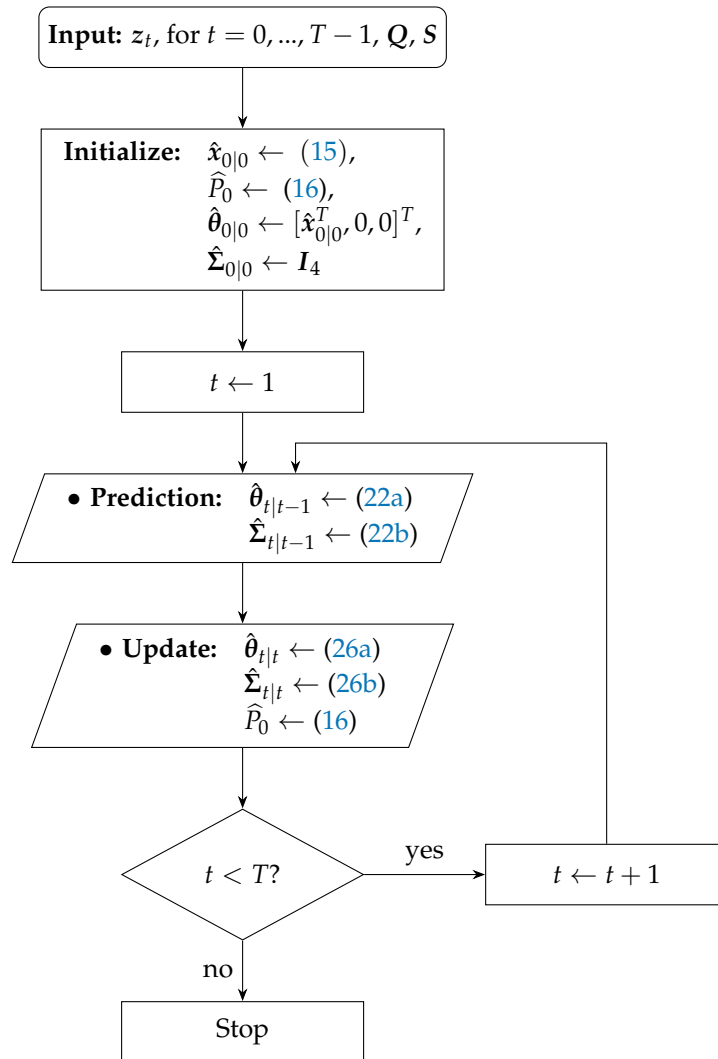 Input: z_t, for t = 0, ..., T − 1, Q, S
Initialize: x̂_{0|0} ← (15),
P̂_0 ← (16),
θ̂_{0|0} ← [x̂^T_{0|0}, 0, 0]^T,
Σ̂_{0|0} ← I_4
t ← 1
• Prediction: θ̂_{t|t−1} ← (22a)
Σ̂_{t|t−1} ← (22b)
• Update: θ̂_{t|t} ← (26a)
Σ̂_{t|t} ← (26b)
P̂_0 ← (16)
t < T?
yes
t ← t + 1
no
Stop